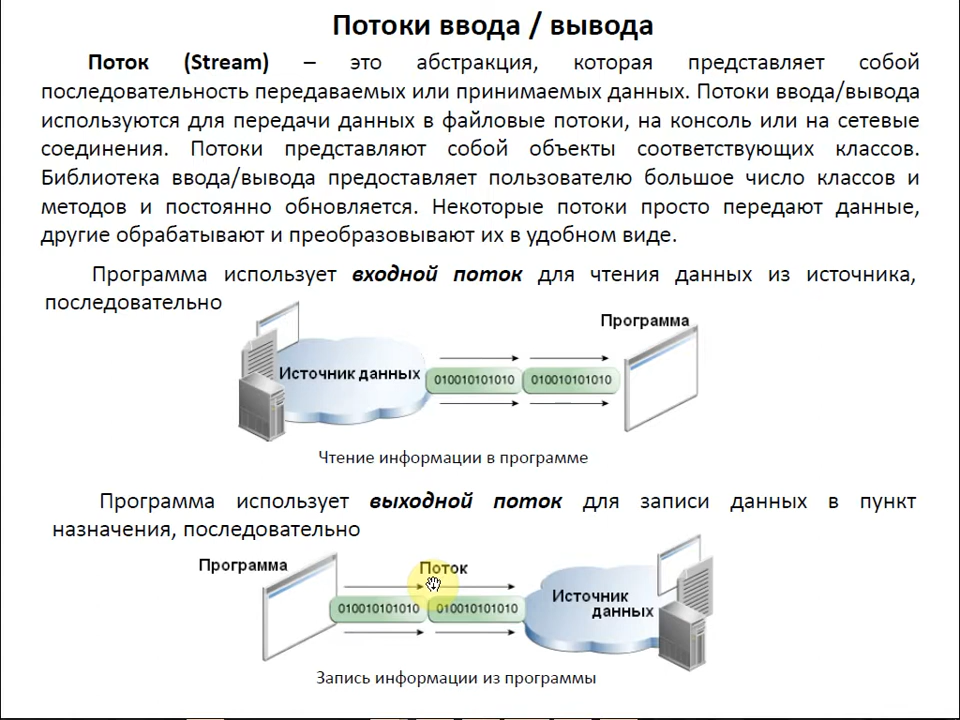 Потоки ввода / вывода
Поток (Stream) – это абстракция, которая представляет собой
последовательность передаваемых или принимаемых данных. Потоки ввода/вывода
используются для передачи данных в файловые потоки, на консоль или на сетевые
соединения. Потоки представляют собой объекты соответствующих классов.
Библиотека ввода/вывода предоставляет пользователю большое число классов и
методов и постоянно обновляется. Некоторые потоки просто передают данные,
другие обрабатывают и преобразовывают их в удобном виде.
Программа использует входной поток для чтения данных из источника,
последовательно
Программа
Источник данных
010010101010 010010101010
Чтение информации в программе
Программа использует выходной поток для записи данных в пункт
назначения, последовательно
Программа
Поток
010010101010 010010101010
Источник
данных
Запись информации из программы